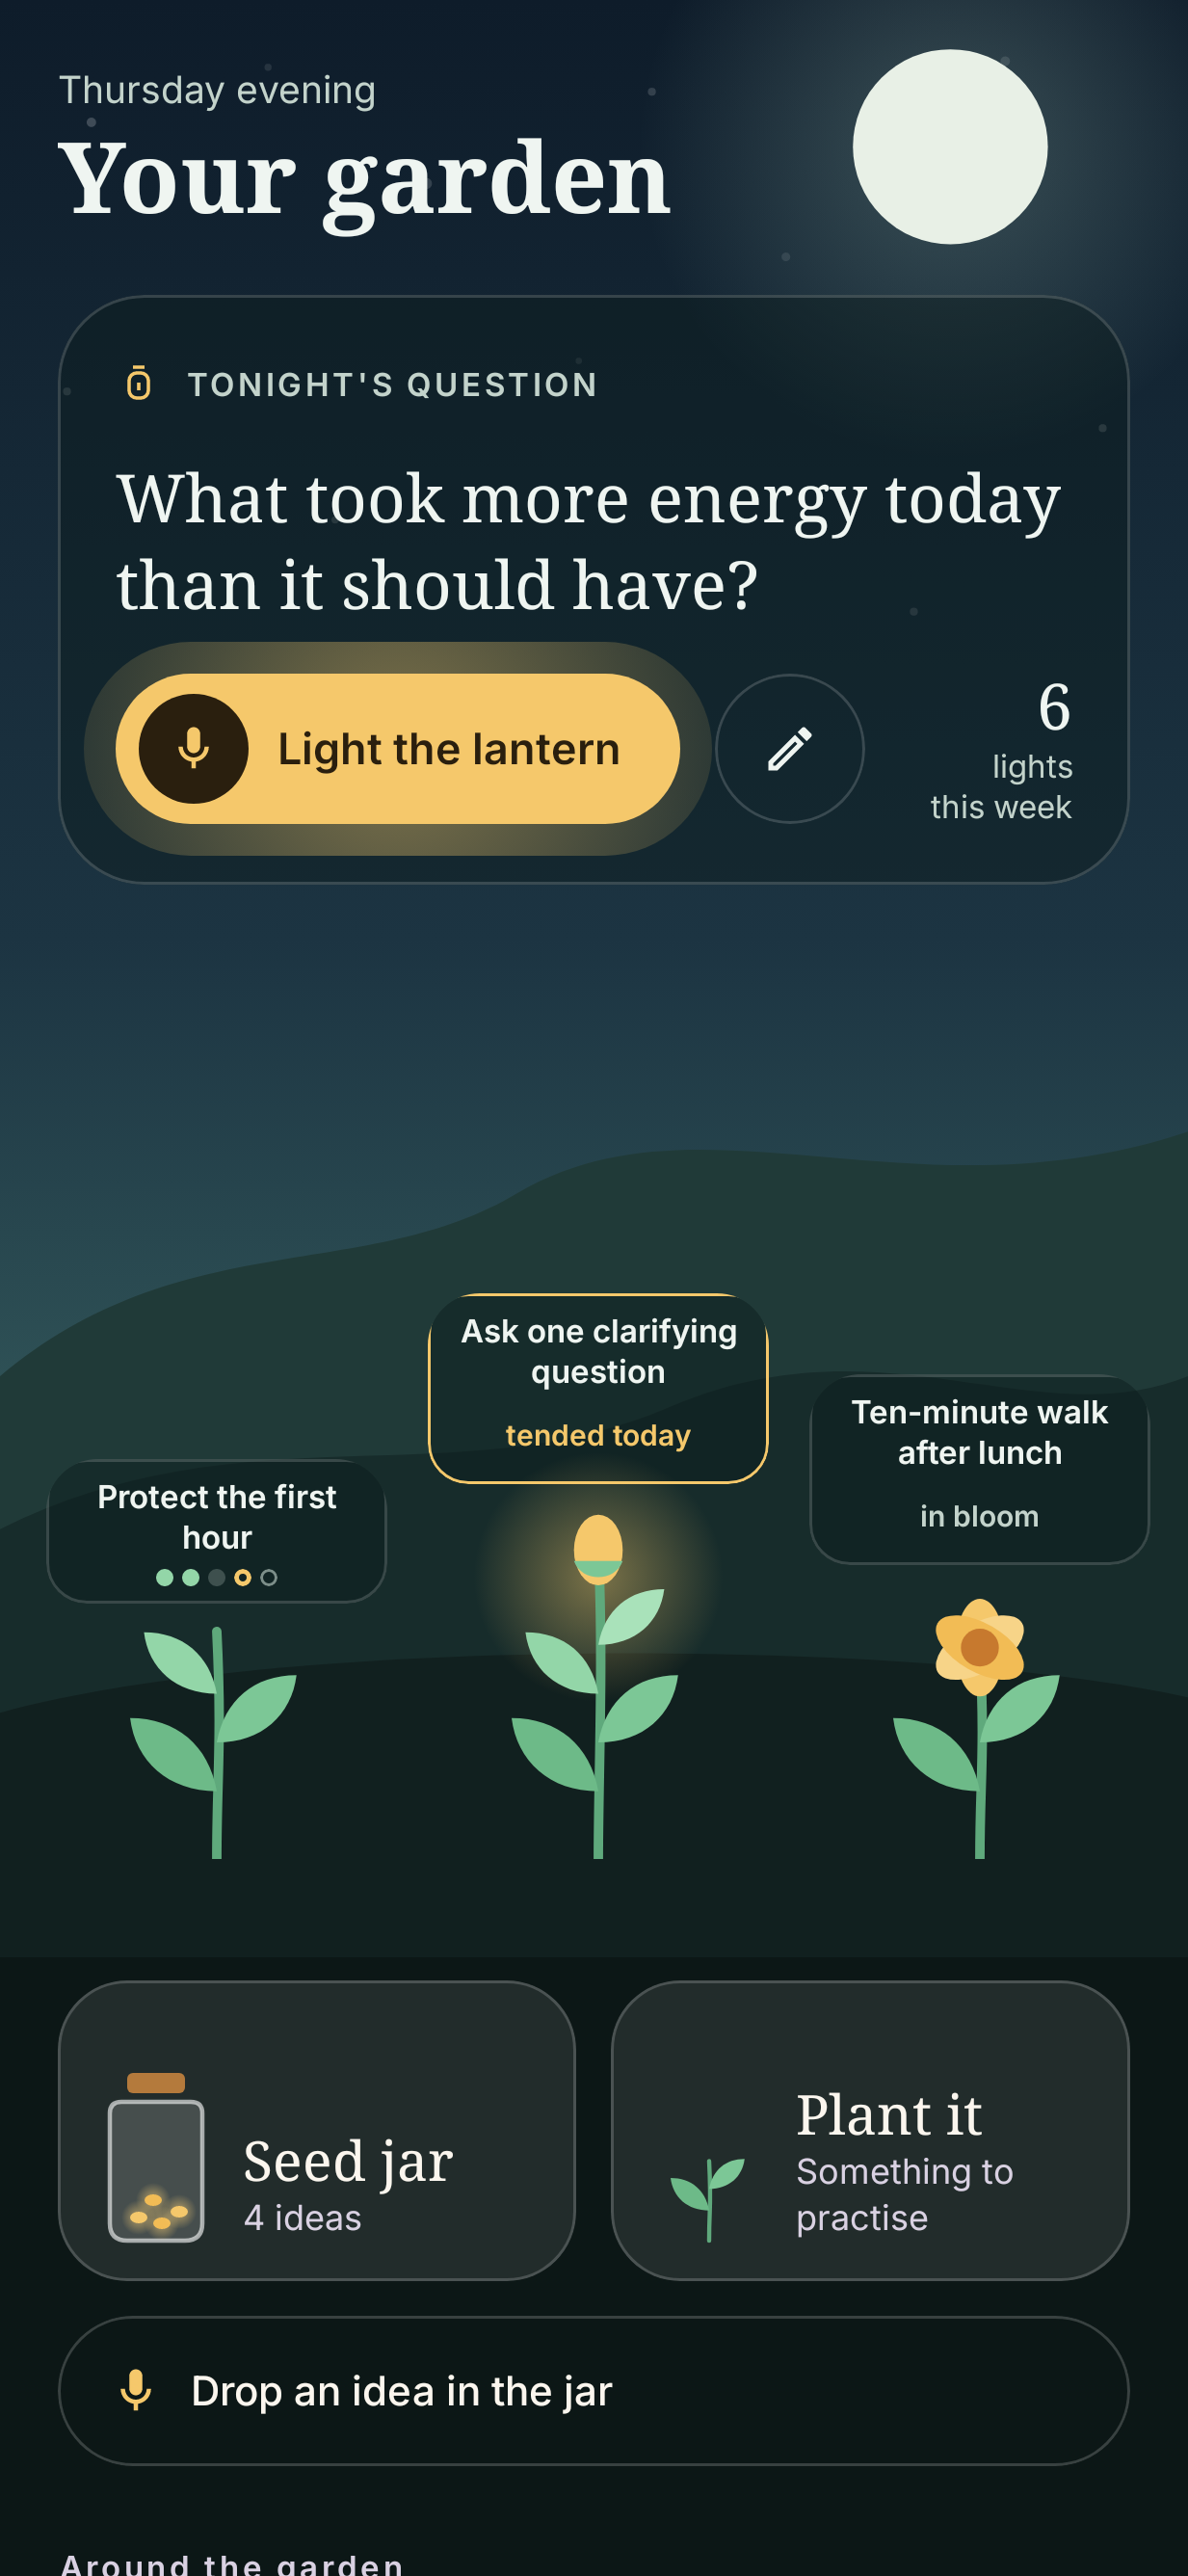 Thursday evening
Your garden
TONIGHT'S QUESTION
What took more energy today
than it should have?
Light the lantern
6
lights
this week
Ask one clarifying
question
tended today
Ten-minute walk
after lunch
in bloom
Protect the first
hour
Seed jar
4 ideas
Plant it
Something to
practise
Drop an idea in the jar
Around the garden